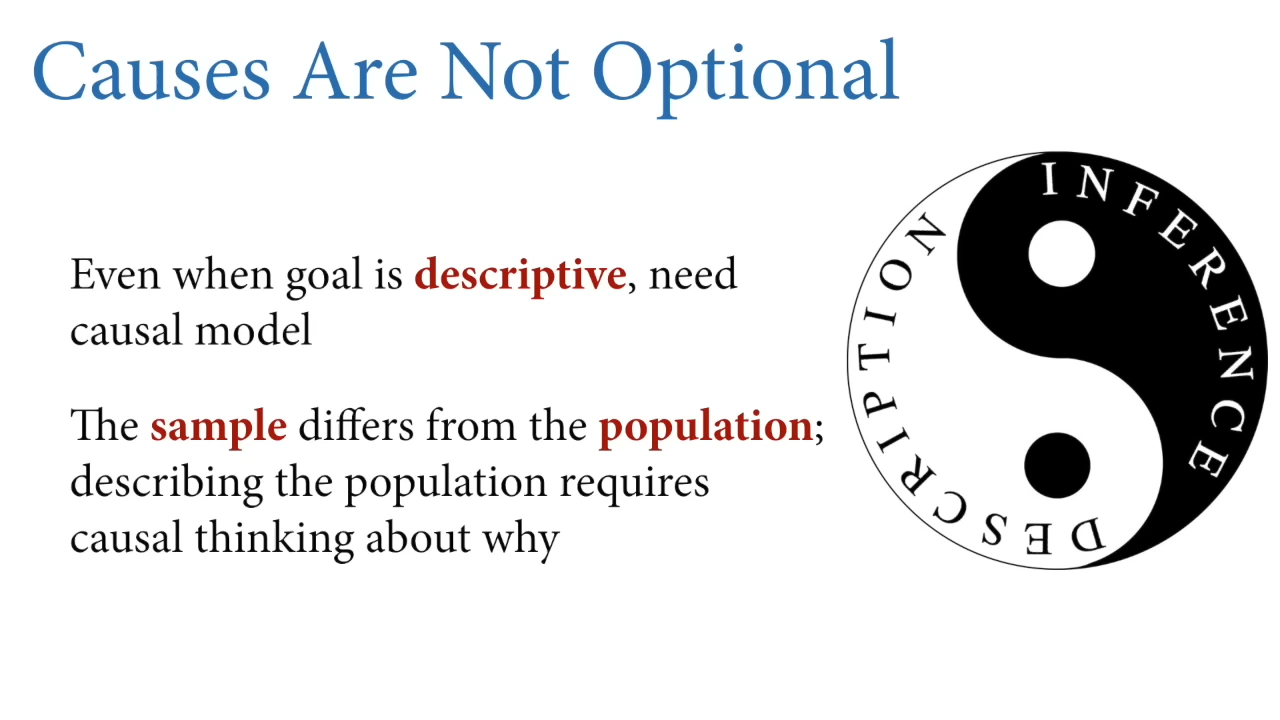 Causes Are Not Optional
Even when goal is descriptive, need
causal model
The sample differs from the population;
describing the population requires
causal thinking about why
INFERENCE
DESCRIPTION